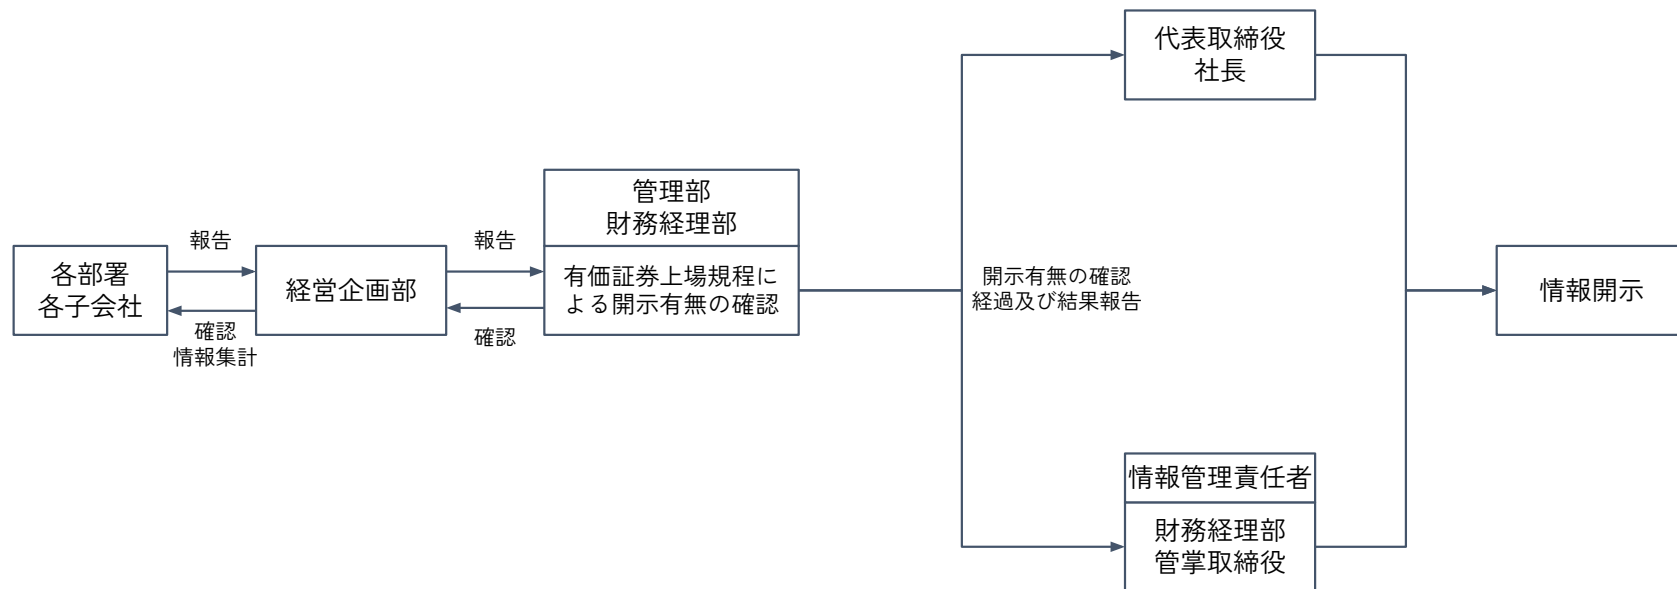 各部署
各子会社
報告
確認
情報集計
経営企画部
報告
確認
管理部
財務経理部
有価証券上場規程に
よる開示有無の確認
開示有無の確認
経過及び結果報告
代表取締役
社長
情報管理責任者
財務経理部
管掌取締役
情報開示